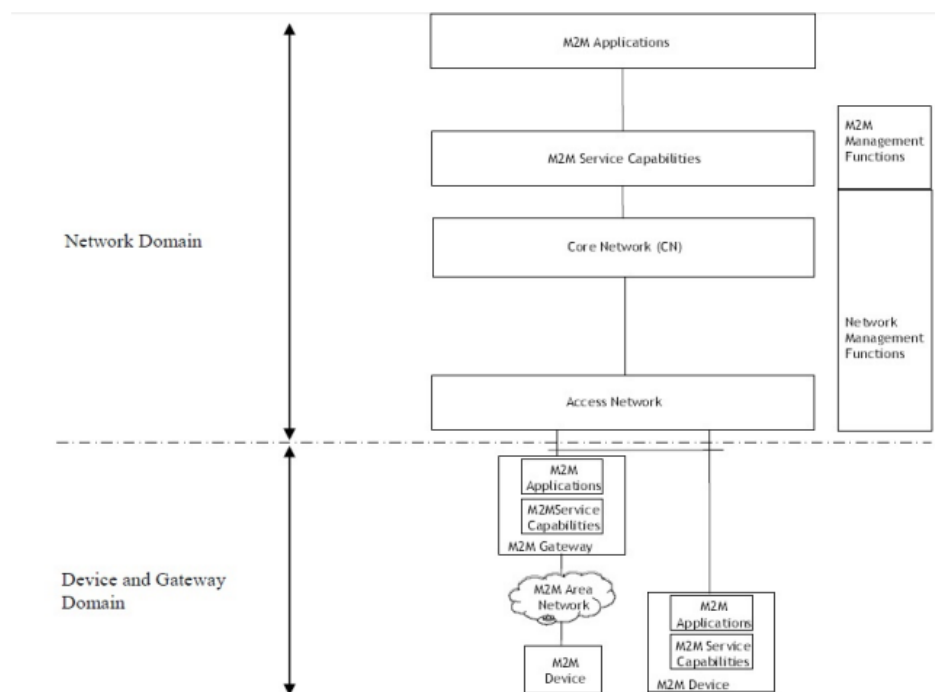 M2M Applications
M2M Service Capabilities
M2M
Management
Functions
Network Domain
Core Network (CN)
Network
Management
Functions
Access Network
M2M
Applications
M2MService
Capabilities
M2M Gateway
Device and Gateway
Domain
M2M Area
Network
M2M
Device
M2M
Applications
M2M Service
Capabilities
M2M Device